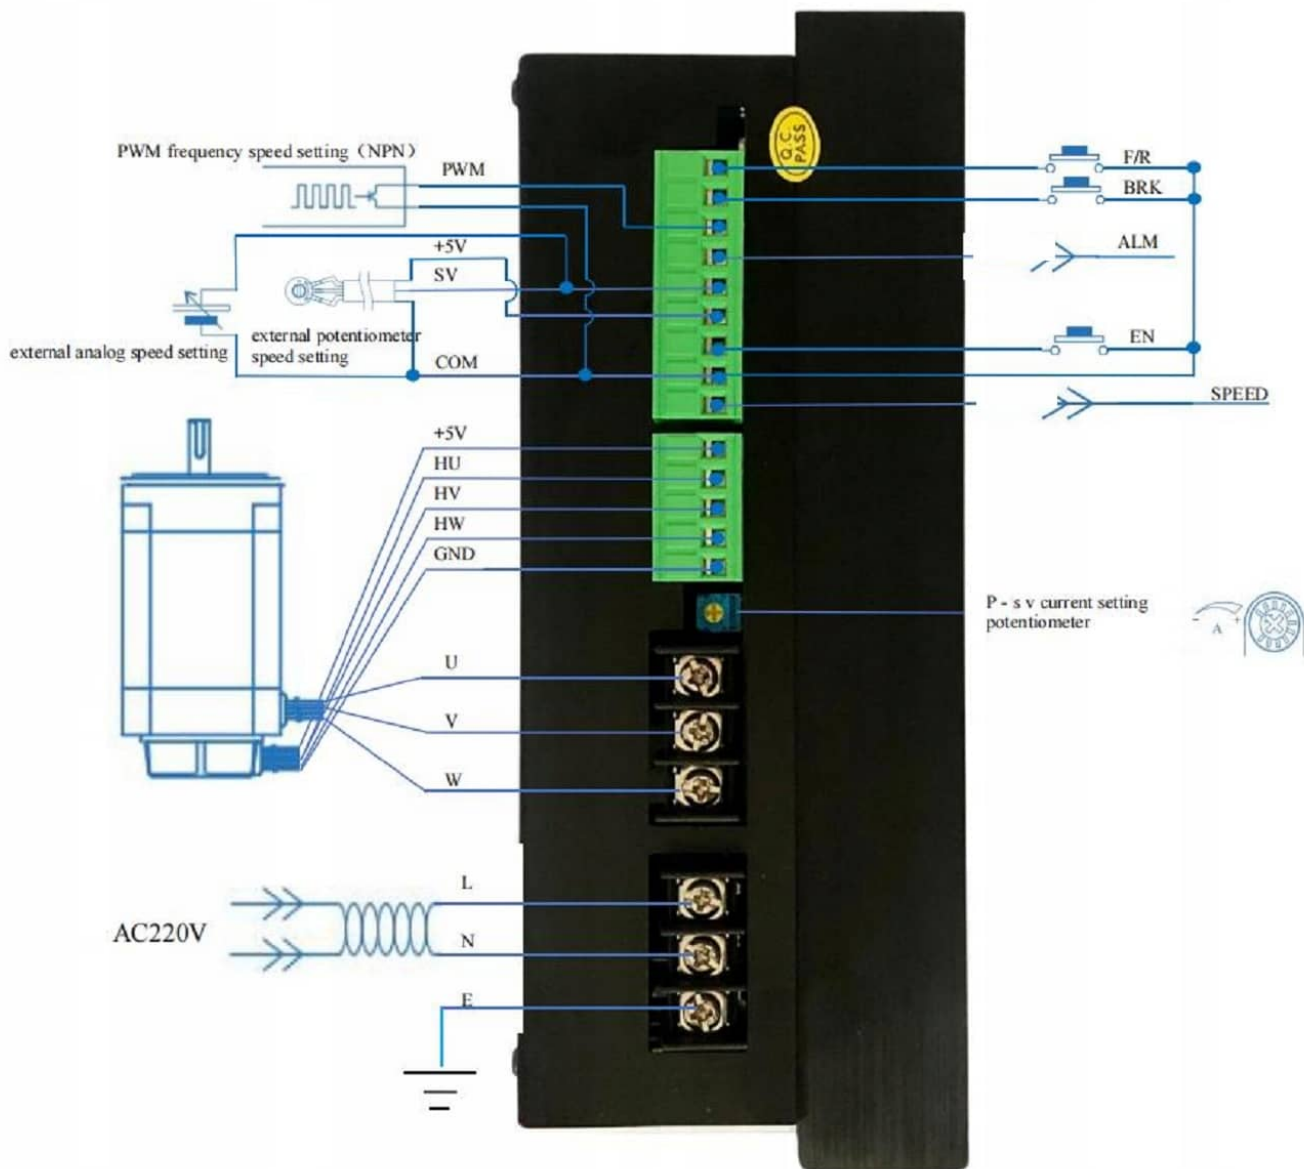 Q.C.
PASS
PWM frequency speed setting（NPN）
PWM
F/R
BRK
+5V
SV
ALM
external analog speed setting
external potentiometer
speed setting
COM
EN
SPEED
+5V
HU
HV
HW
GND
P - s v current setting
potentiometer
- A +
U
V
W
AC220V
L
N
E